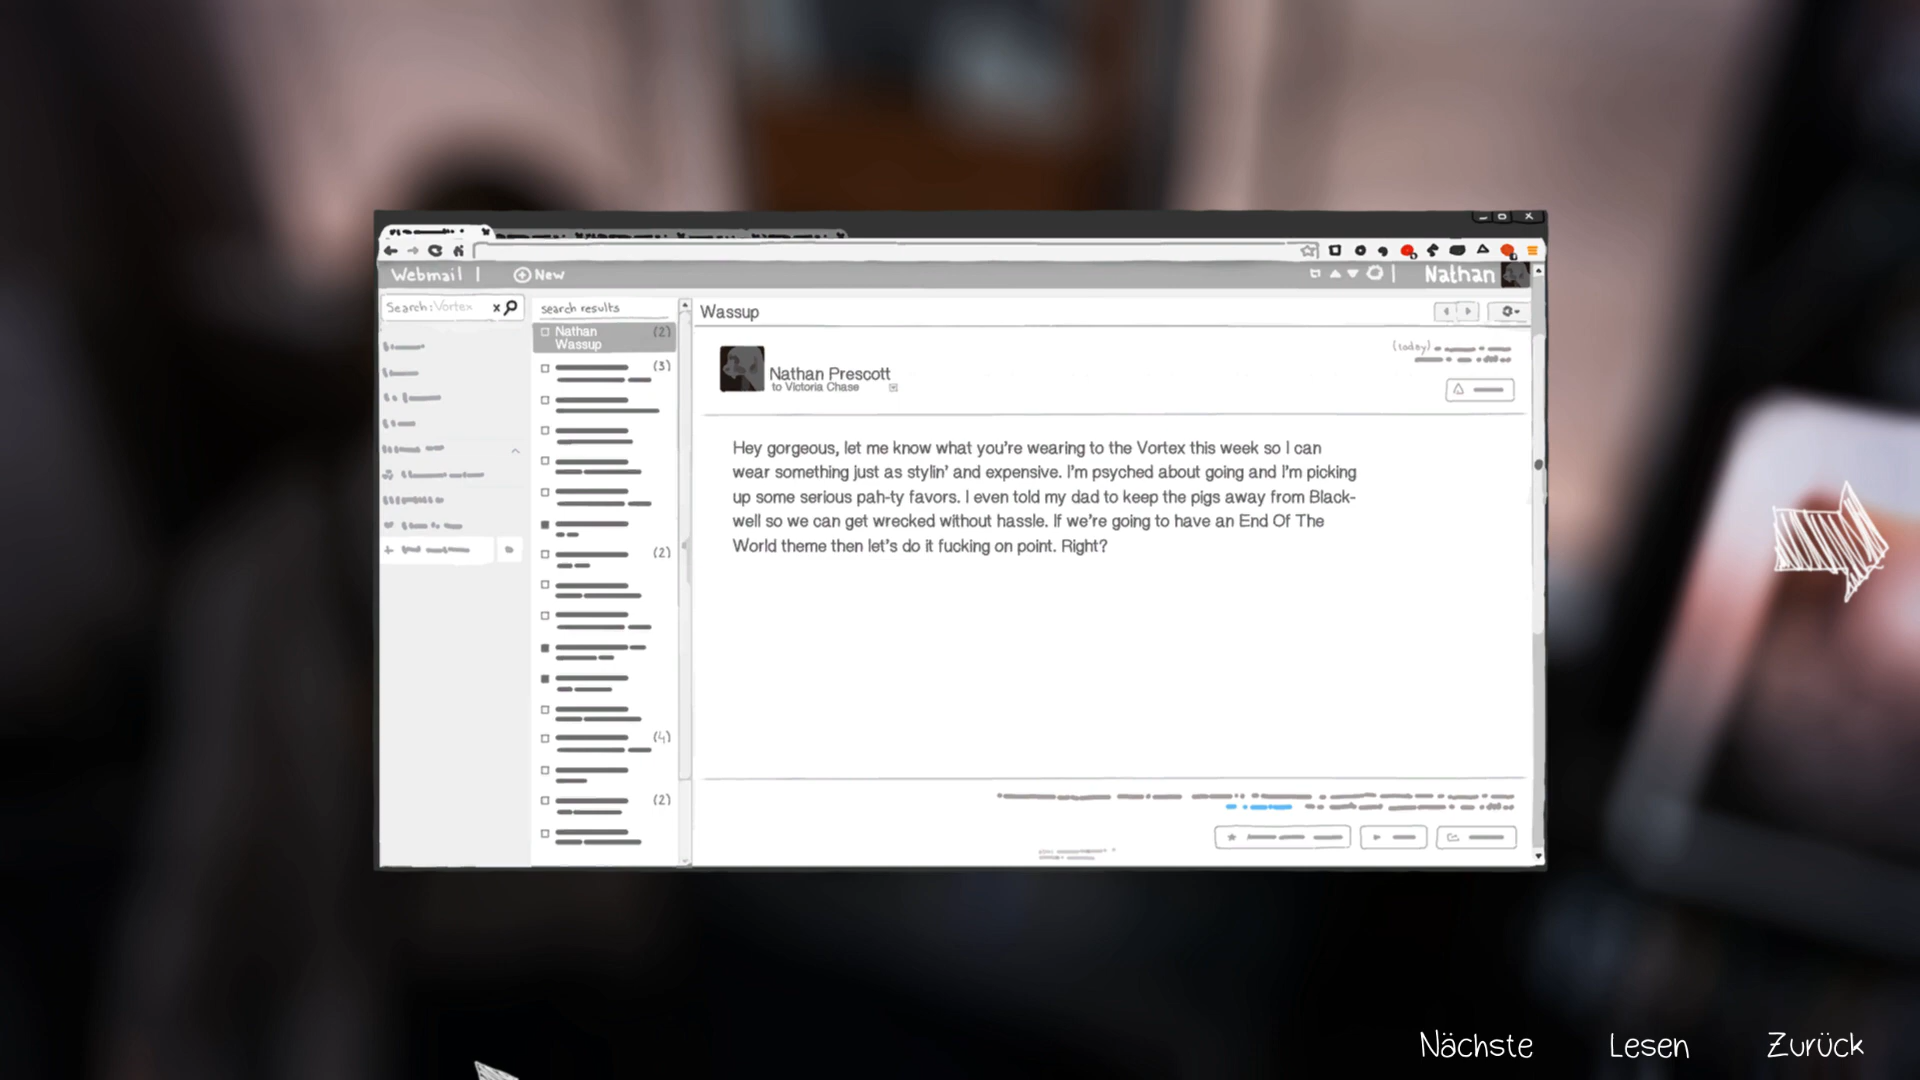 Webmail |
New
Nathan
Search: Vortex x
search results
Nathan (2)
Wassup
(3)
(2)
(4)
(2)
Wassup
(today)
Nathan Prescott
to Victoria Chase
Hey gorgeous, let me know what you're wearing to the Vortex this week so I can
wear something just as stylin' and expensive. I'm psyched about going and I'm picking
up some serious pah-ty favors. I even told my dad to keep the pigs away from Black-
well so we can get wrecked without hassle. If we're going to have an End Of The
World theme then let's do it fucking on point. Right?
Nächste Lesen Zurück